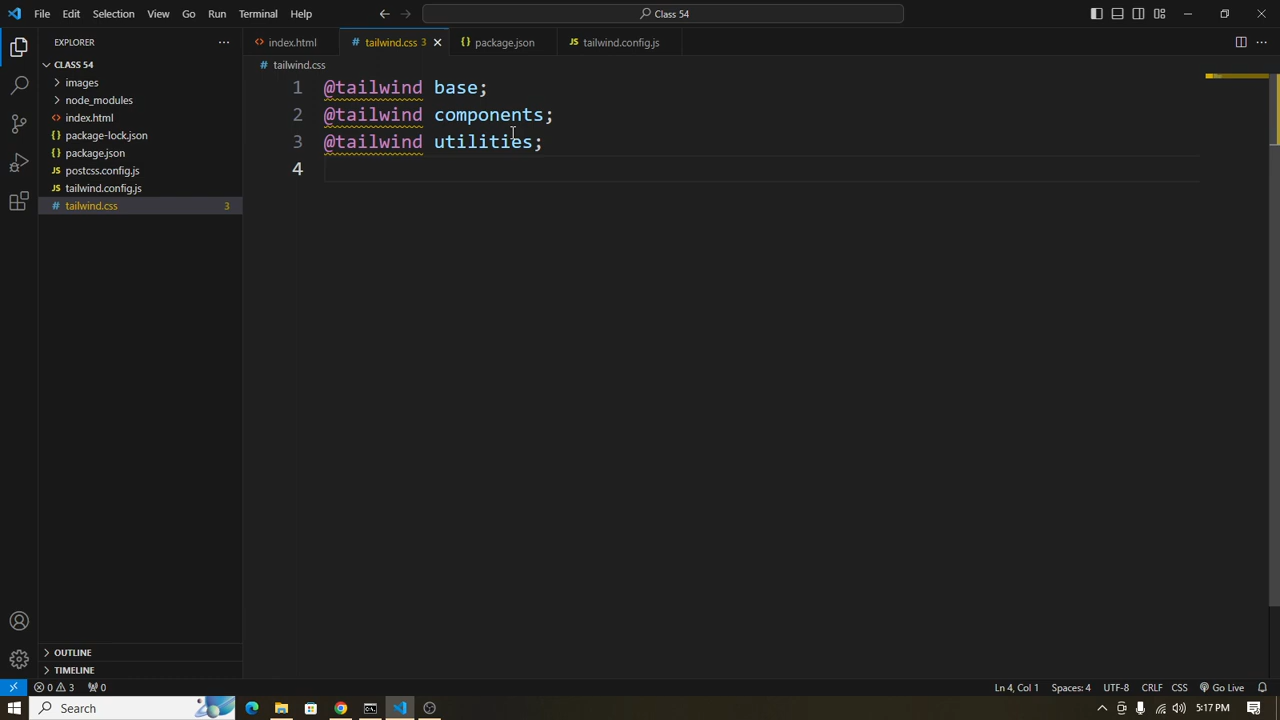 File Edit Selection View Go Run Terminal Help
Class 54
EXPLORER
index.html
tailwind.css 3
package.json
tailwind.config.js
CLASS 54
tailwind.css
images
node_modules
index.html
package-lock.json
package.json
postcss.config.js
tailwind.config.js
tailwind.css 3
1 @tailwind base;
2 @tailwind components;
3 @tailwind utilities;
4
OUTLINE
TIMELINE
0 3 0
Ln 4, Col 1 Spaces: 4 UTF-8 CRLF CSS Go Live
Search
5:17 PM